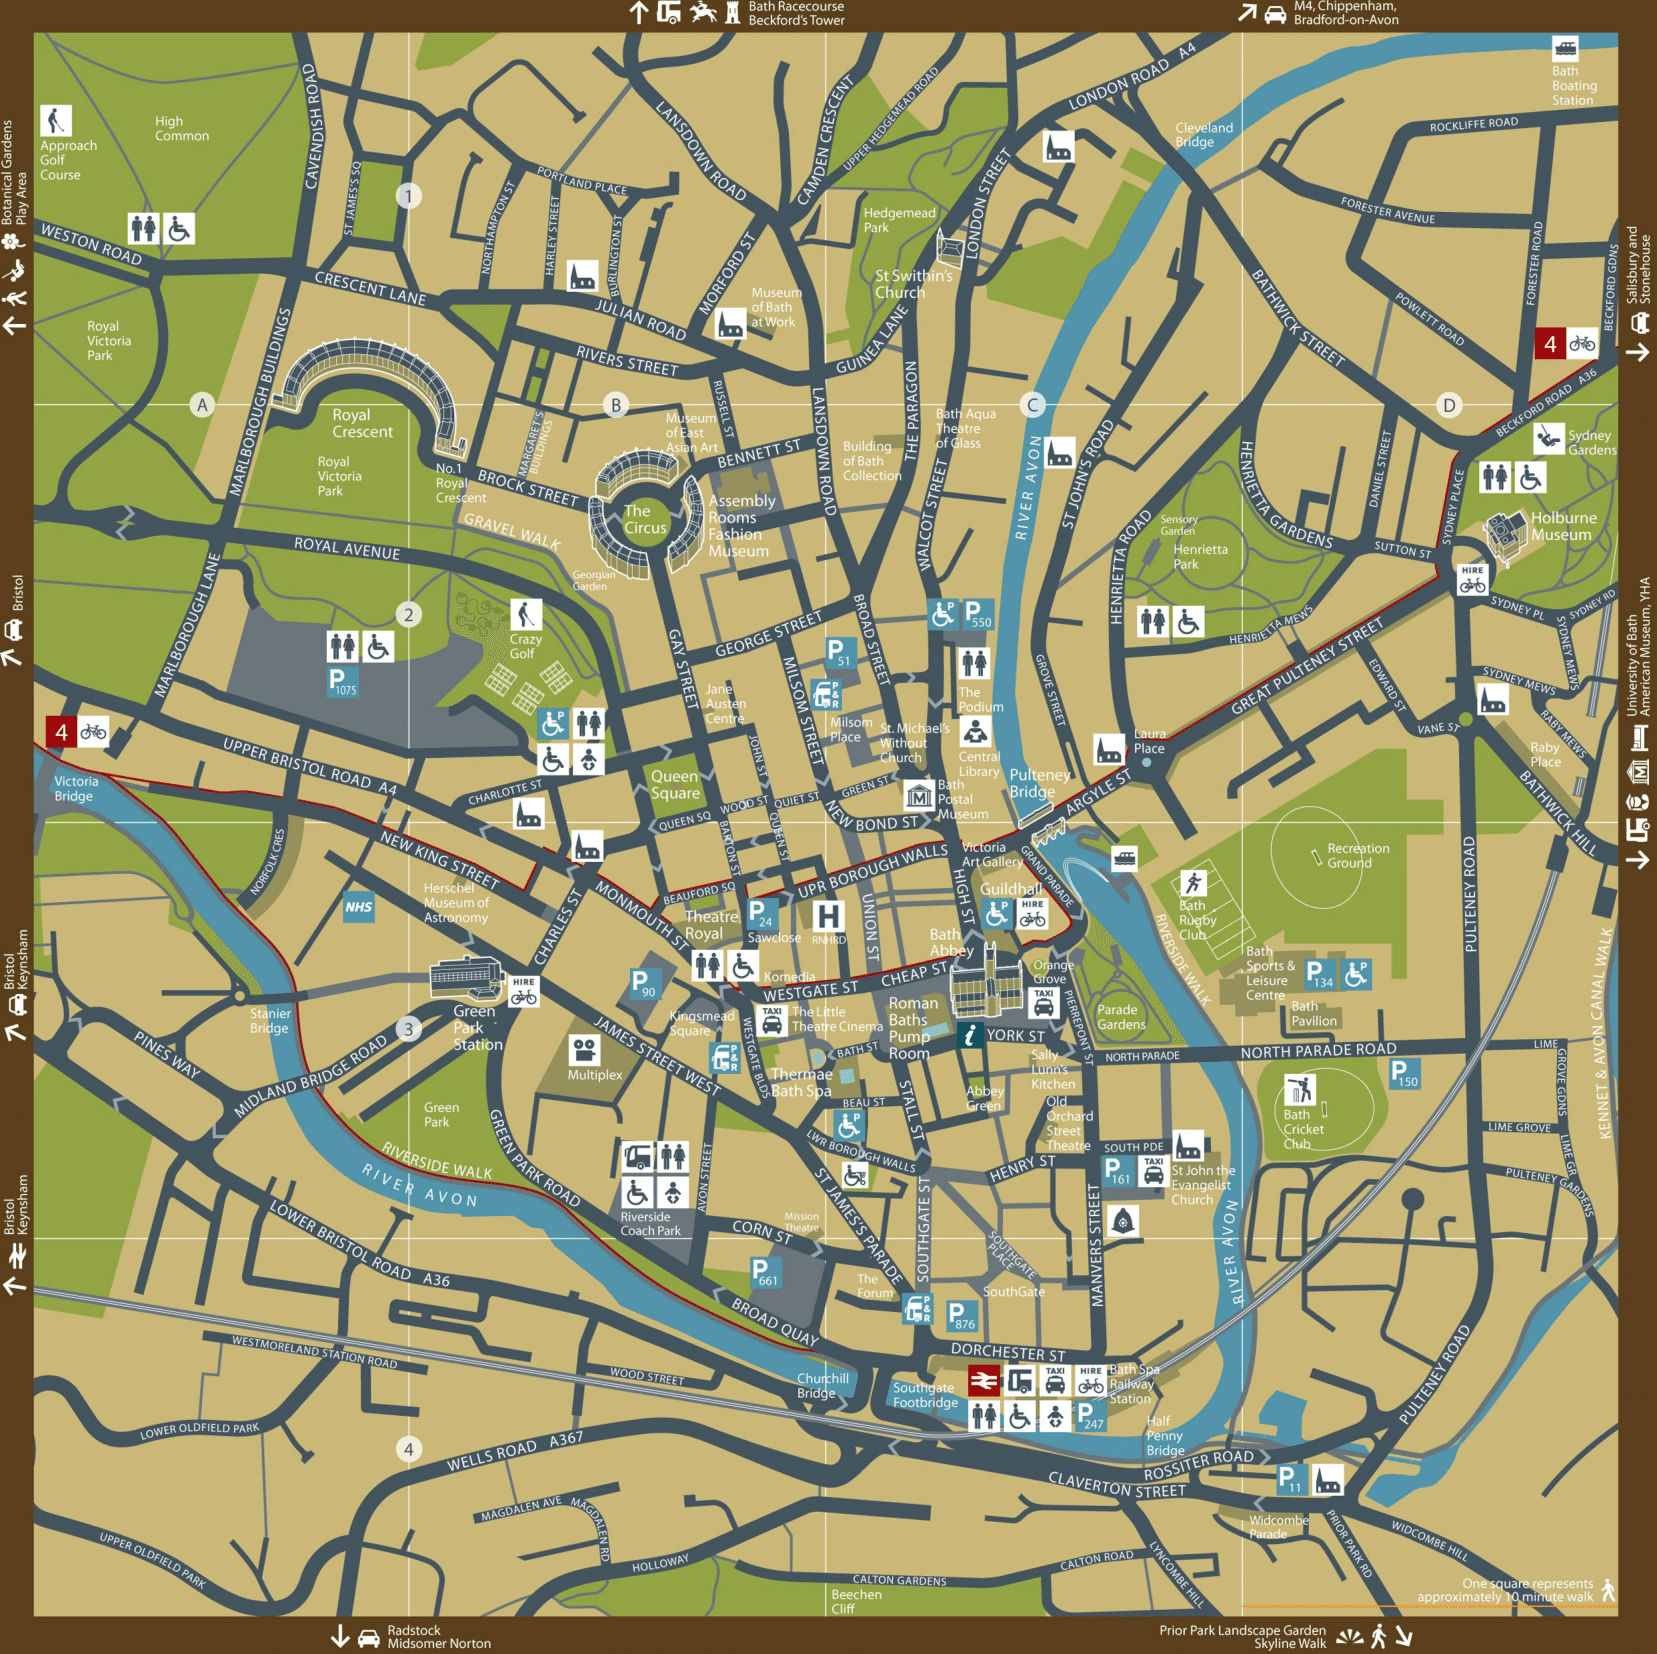 Bath Racecourse
Beckford's Tower
M4, Chippenham,
Bradford-on-Avon
Botanical Gardens
Play Area
Bristol
Bristol
Keynsham
Bristol
Keynsham
Salisbury and
Stonehouse
University of Bath
American Museum, YHA
Radstock
Midsomer Norton
Prior Park Landscape Garden
Skyline Walk
Approach
Golf
Course
High
Common
CAVENDISH ROAD
ST JAMES'S SQ
1
LANSDOWN ROAD
CAMDEN CRESCENT
UPPER HEDGEMEAD ROAD
LONDON ROAD A4
Cleveland
Bridge
Bath
Boating
Station
ROCKLIFFE ROAD
WESTON ROAD
PORTLAND PLACE
NORTHAMPTON ST
HARLEY STREET
BURLINGTON ST
MORFORD ST
Hedgemead
Park
LONDON STREET
St Swithin's
Church
FORESTER AVENUE
FORESTER ROAD
BECKFORD GDNS
CRESCENT LANE
JULIAN ROAD
Museum
of Bath
at Work
GUINEA LANE
BATHWICK STREET
POWLETT ROAD
4
BECKFORD ROAD A36
Royal
Victoria
Park
MARLBOROUGH BUILDINGS
RIVERS STREET
RUSSELL ST
LANSDOWN ROAD
THE PARAGON
A
B
C
D
Royal
Crescent
Royal
Victoria
Park
No.1
Royal
Crescent
MARGARET'S
BUILDINGS
BROCK STREET
Museum
of East
Asian Art
BENNETT ST
Building
of Bath
Collection
Bath Aqua
Theatre
of Glass
WALCOT STREET
RIVER AVON
ST JOHN'S ROAD
HENRIETTA GARDENS
DANIEL STREET
SYDNEY PLACE
Sydney
Gardens
GRAVEL WALK
The
Circus
Assembly
Rooms
Fashion
Museum
HENRIETTA ROAD
Sensory
Garden
Henrietta
Park
SUTTON ST
Holburne
Museum
HIRE
ROYAL AVENUE
Georgian
Garden
MARLBOROUGH LANE
2
P
1075
Crazy
Golf
GAY STREET
GEORGE STREET
BROAD STREET
P
P
550
P
51
P&R
HENRIETTA MEWS
GREAT PULTENEY STREET
SYDNEY PL
SYDNEY RD
SYDNEY MEWS
SYDNEY MEWS
4
Victoria
Bridge
UPPER BRISTOL ROAD A4
P
Jane
Austen
Centre
MILSOM STREET
Milsom
Place
St. Michael's
Without
Church
The
Podium
Central
Library
GROVE STREET
Laura
Place
EDWARD ST
VANE ST
RABY MEWS
Raby
Place
BATHWICK HILL
CHARLOTTE ST
Queen
Square
JOHN ST
QUEEN SQ
WOOD ST
QUIET ST
GREEN ST
NEW BOND ST
Bath
Postal
Museum
Pulteney
Bridge
ARGYLE ST
NEW KING STREET
NORFOLK CRES
NHS
Herschel
Museum of
Astronomy
CHARLES ST
MONMOUTH ST
BARTON ST
QUEEN ST
BEAUFORD SQ
UPR BOROUGH WALLS
Victoria
Art Gallery
GRAND PARADE
Guildhall
P
HIRE
HIGH ST
Theatre
Royal
P
24
Sawclose
H
RNHRD
UNION ST
Bath
Abbey
Bath
Rugby
Club
Recreation
Ground
RIVERSIDE WALK
Bath
Sports &
Leisure
Centre
P
134
P
PULTENEY ROAD
KENNET & AVON CANAL WALK
Bath
Pavilion
Stanier
Bridge
Green
Park
Station
HIRE
P
90
Komedia
WESTGATE ST
CHEAP ST
Orange
Grove
TAXI
Kingsmead
Square
TAXI
The Little
Theatre Cinema
Roman
Baths
Pump
Room
i
YORK ST
PIERREPONT ST
Parade
Gardens
NORTH PARADE
NORTH PARADE ROAD
LIME
GROVE GDNS
3
PINES WAY
MIDLAND BRIDGE ROAD
Multiplex
JAMES STREET WEST
P&R
WESTGATE BLDS
BATH ST
Thermae
Bath Spa
Sally
Lunn's
Kitchen
Abbey
Green
Old
Orchard
Street
Theatre
P
150
Bath
Cricket
Club
Green
Park
GREEN PARK ROAD
BEAU ST
P
STALL ST
LWR BOROUGH WALLS
LIME GROVE
LIME GR
PULTENEY GARDENS
RIVERSIDE WALK
RIVER AVON
AVON STREET
Riverside
Coach Park
HENRY ST
SOUTH PDE
P
161
TAXI
St John the
Evangelist
Church
CORN ST
Mission
Theatre
ST JAMES'S PARADE
SOUTHGATE ST
SOUTHGATE
PLACE
MANVERS STREET
RIVER AVON
LOWER BRISTOL ROAD A36
P
661
BROAD QUAY
The
Forum
P&R
P
876
SouthGate
WESTMORELAND STATION ROAD
WOOD STREET
Churchill
Bridge
DORCHESTER ST
Southgate
Footbridge
TAXI
HIRE
P
247
Bath Spa
Railway
Station
Half
Penny
Bridge
PULTENEY ROAD
LOWER OLDFIELD PARK
4
WELLS ROAD A367
CLAVERTON STREET
ROSSITER ROAD
P
11
Widcombe
Parade
PRIOR PARK RD
WIDCOMBE HILL
MAGDALEN AVE
MAGDALEN RD
UPPER OLDFIELD PARK
HOLLOWAY
CALTON GARDENS
CALTON ROAD
LYNCOMBE HILL
Beechen
Cliff
One square represents
approximately 10 minute walk